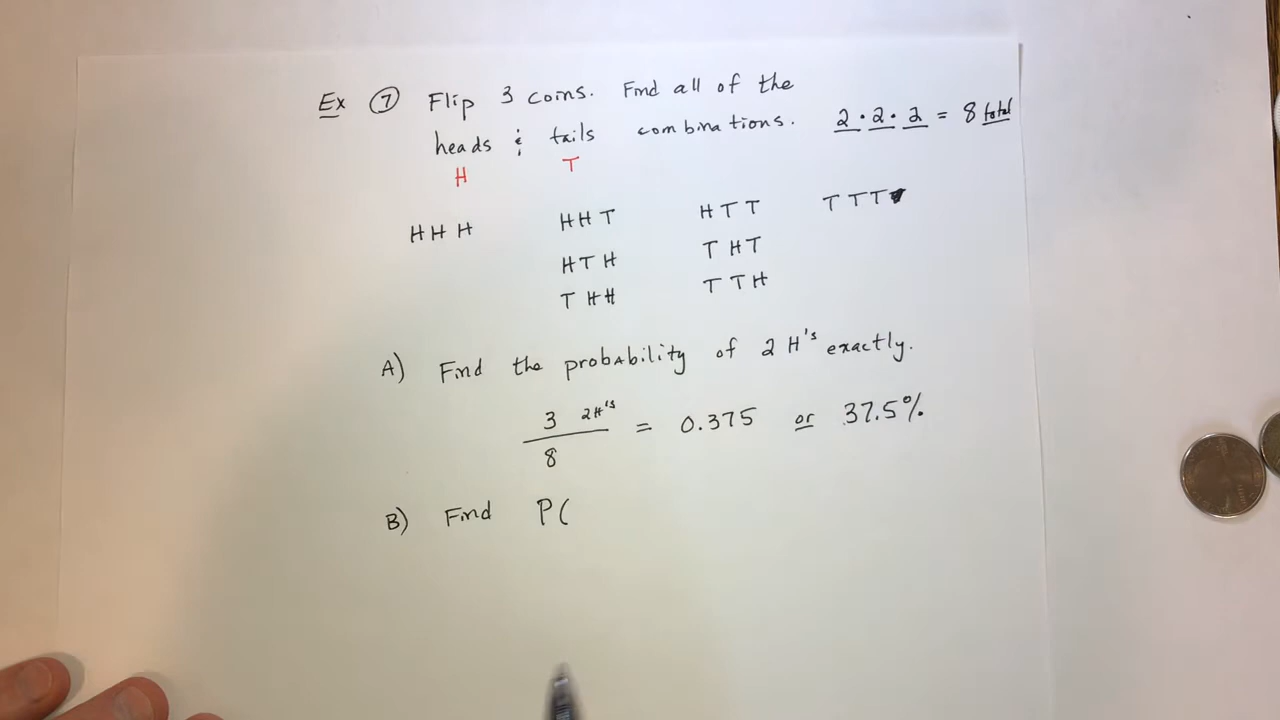 Ex ⑦ Flip 3 coins. Find all of the
heads & tails combinations. 2 · 2 · 2 = 8 total
H T
HHH HHT HTT TTT
HTH THT
THH TTH
A) Find the probability of 2 H's exactly.
3 2H's
8
= 0.375 or 37.5%
B) Find P(